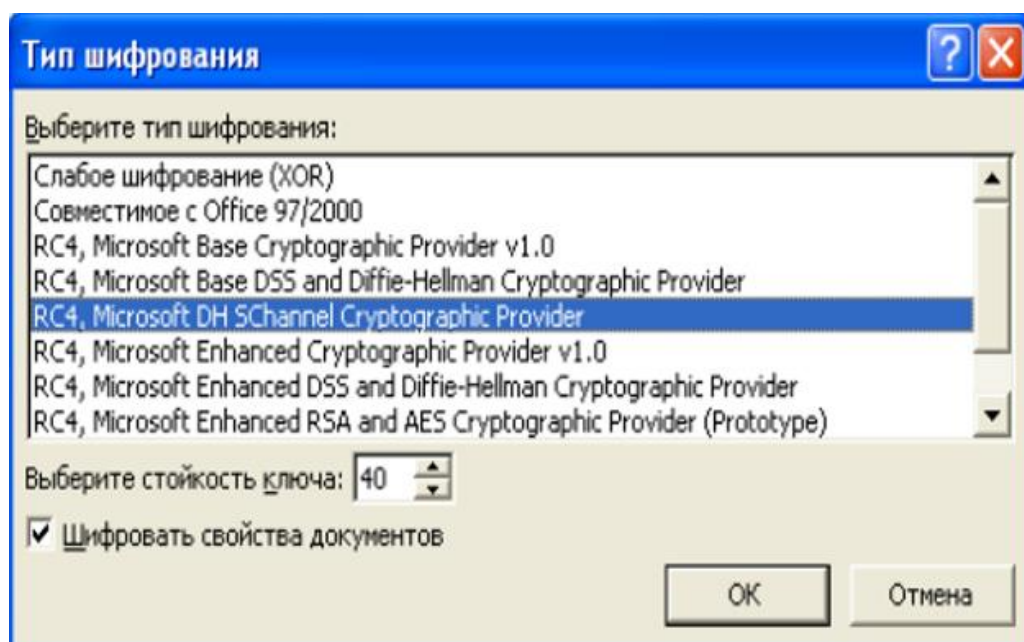 Тип шифрования
Выберите тип шифрования:
Слабое шифрование (XOR)
Совместимое с Office 97/2000
RC4, Microsoft Base Cryptographic Provider v1.0
RC4, Microsoft Base DSS and Diffie-Hellman Cryptographic Provider
RC4, Microsoft DH SChannel Cryptographic Provider
RC4, Microsoft Enhanced Cryptographic Provider v1.0
RC4, Microsoft Enhanced DSS and Diffie-Hellman Cryptographic Provider
RC4, Microsoft Enhanced RSA and AES Cryptographic Provider (Prototype)
Выберите стойкость ключа: 40
Шифровать свойства документов
OK Отмена